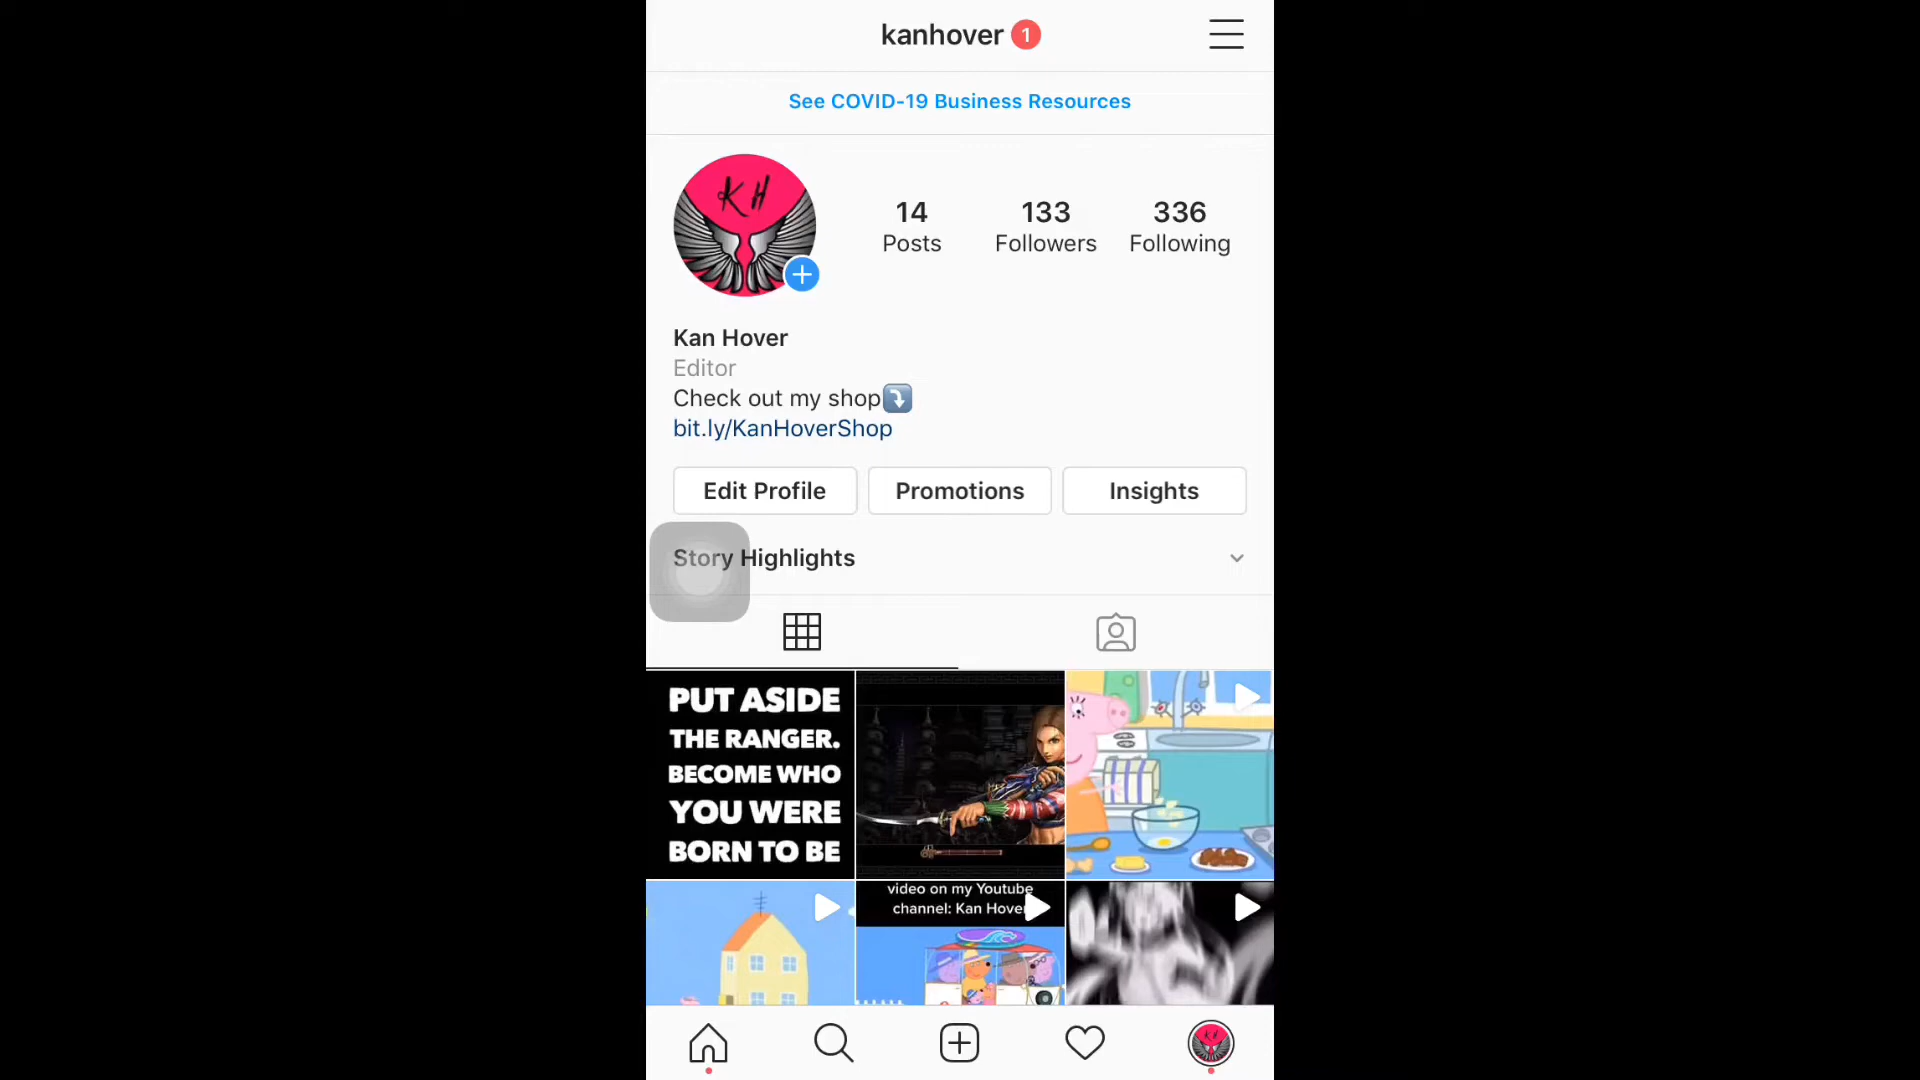 kanhover 1
See COVID-19 Business Resources
K H
14 133 336
Posts Followers Following
Kan Hover
Editor
Check out my shop⤵️
bit.ly/KanHoverShop
Edit Profile Promotions Insights
Story Highlights
PUT ASIDE
THE RANGER.
BECOME WHO
YOU WERE
BORN TO BE
video on my Youtube
channel: Kan Hover